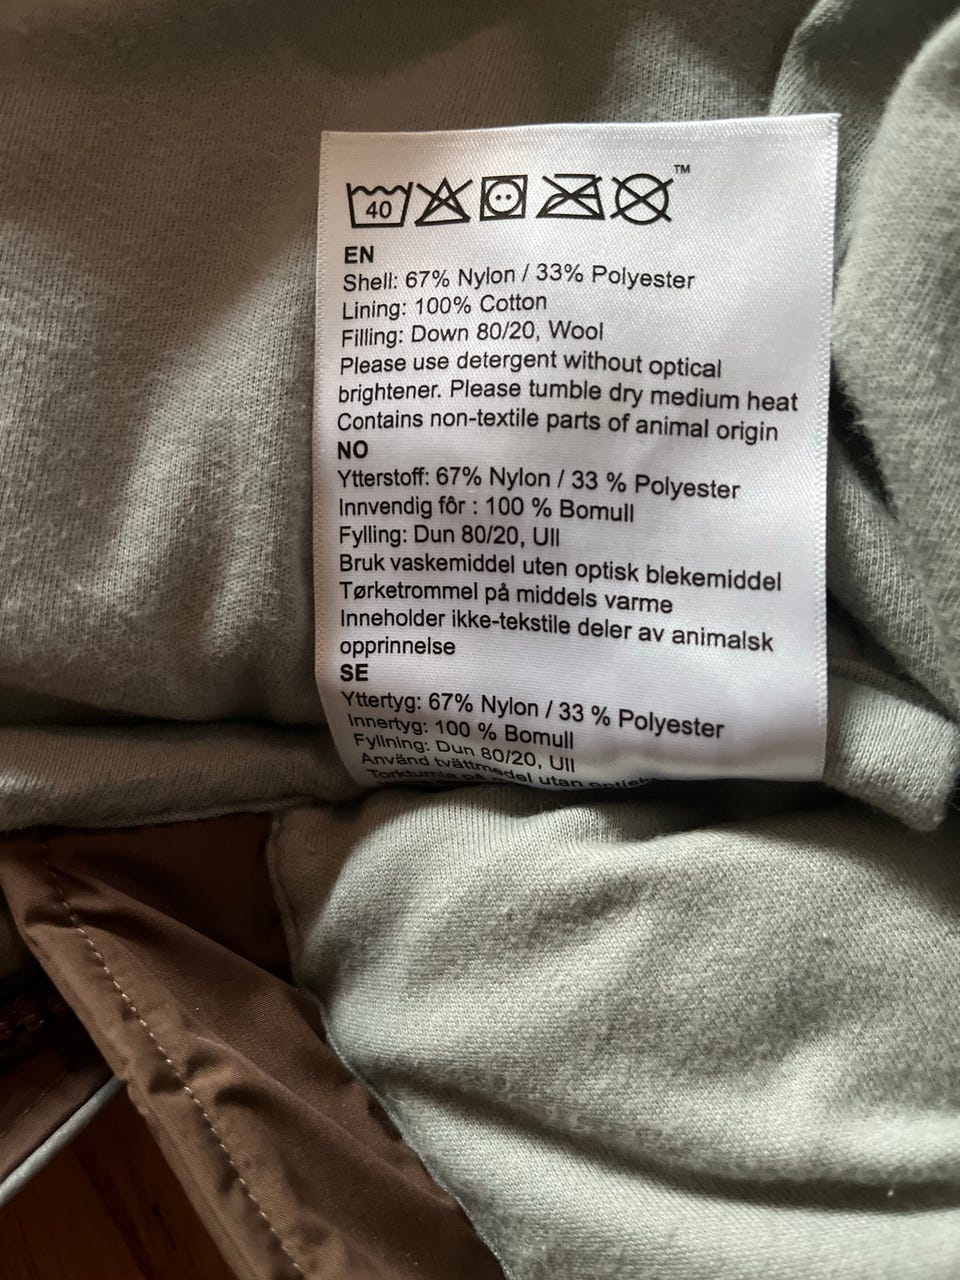 40
™
EN
Shell: 67% Nylon / 33% Polyester
Lining: 100% Cotton
Filling: Down 80/20, Wool
Please use detergent without optical
brightener. Please tumble dry medium heat
Contains non-textile parts of animal origin
NO
Ytterstoff: 67% Nylon / 33 % Polyester
Innvendig fôr : 100 % Bomull
Fylling: Dun 80/20, Ull
Bruk vaskemiddel uten optisk blekemiddel
Tørketrommel på middels varme
Inneholder ikke-tekstile deler av animalsk
opprinnelse
SE
Yttertyg: 67% Nylon / 33 % Polyester
Innertyg: 100 % Bomull
Fyllning: Dun 80/20, Ull
Använd tvättmedel utan
Torktumla på